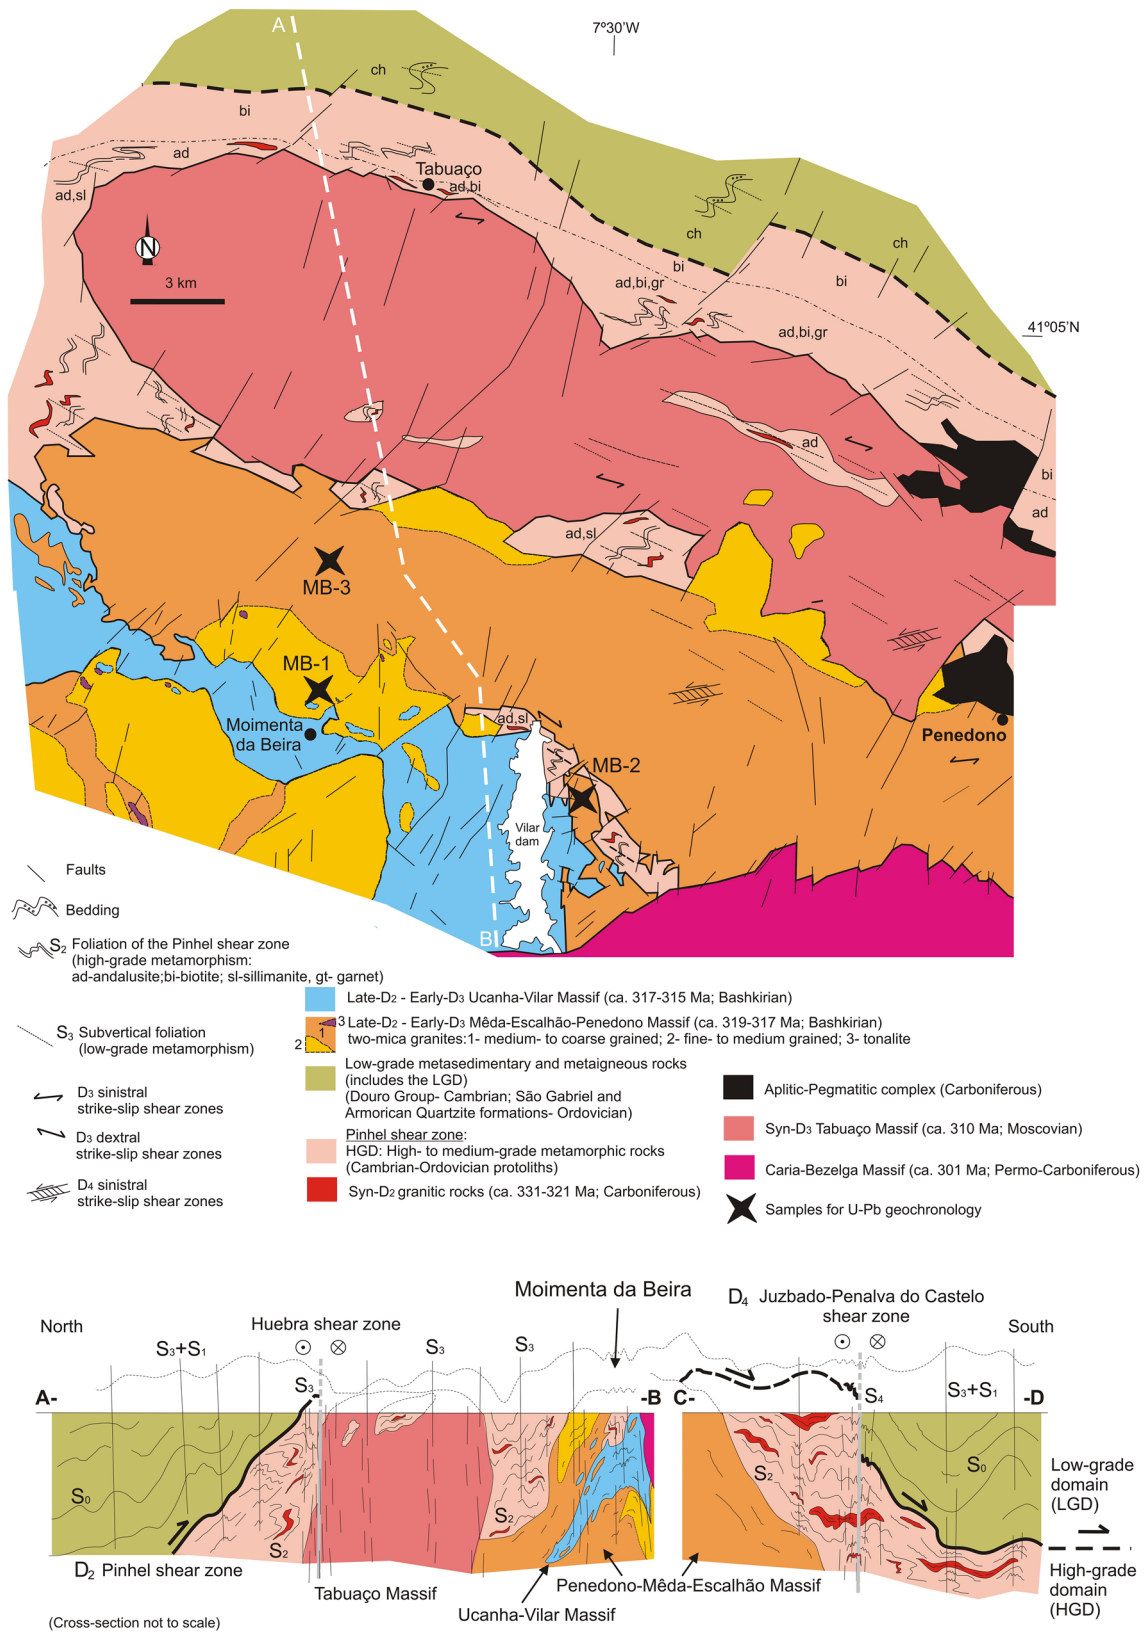 A
7º30'W
ch
bi
ad
Tabuaço
ad,bi
ad,sl
ch
ch
N
3 km
bi
ad,bi,gr
bi
ad,bi,gr
41º05'N
ad
bi
ad
ad,sl
MB-3
MB-1
Moimenta
da Beira
ad,sl
MB-2
Penedono
Vilar
dam
B
Faults
Bedding
S2 Foliation of the Pinhel shear zone
(high-grade metamorphism:
ad-andalusite;bi-biotite; sl-sillimanite, gt- garnet)
S3 Subvertical foliation
(low-grade metamorphism)
D3 sinistral
strike-slip shear zones
D3 dextral
strike-slip shear zones
D4 sinistral
strike-slip shear zones
Late-D2 - Early-D3 Ucanha-Vilar Massif (ca. 317-315 Ma; Bashkirian)
1
2
3
Late-D2 - Early-D3 Mêda-Escalhão-Penedono Massif (ca. 319-317 Ma; Bashkirian)
two-mica granites:1- medium- to coarse grained; 2- fine- to medium grained; 3- tonalite
Low-grade metasedimentary and metaigneous rocks
(includes the LGD)
(Douro Group- Cambrian; São Gabriel and
Armorican Quartzite formations- Ordovician)
Pinhel shear zone:
HGD: High- to medium-grade metamorphic rocks
(Cambrian-Ordovician protoliths)
Syn-D2 granitic rocks (ca. 331-321 Ma; Carboniferous)
Aplitic-Pegmatitic complex (Carboniferous)
Syn-D3 Tabuaço Massif (ca. 310 Ma; Moscovian)
Caria-Bezelga Massif (ca. 301 Ma; Permo-Carboniferous)
Samples for U-Pb geochronology
Moimenta da Beira
D4 Juzbado-Penalva do Castelo
shear zone
North
Huebra shear zone
South
S3+S1
S3
S3
S3
A-
-B
C-
S4
S3+S1
-D
S0
S2
S2
S2
S0
Low-grade
domain
(LGD)
High-grade
domain
(HGD)
D2 Pinhel shear zone
Tabuaço Massif
Penedono-Mêda-Escalhão Massif
Ucanha-Vilar Massif
(Cross-section not to scale)